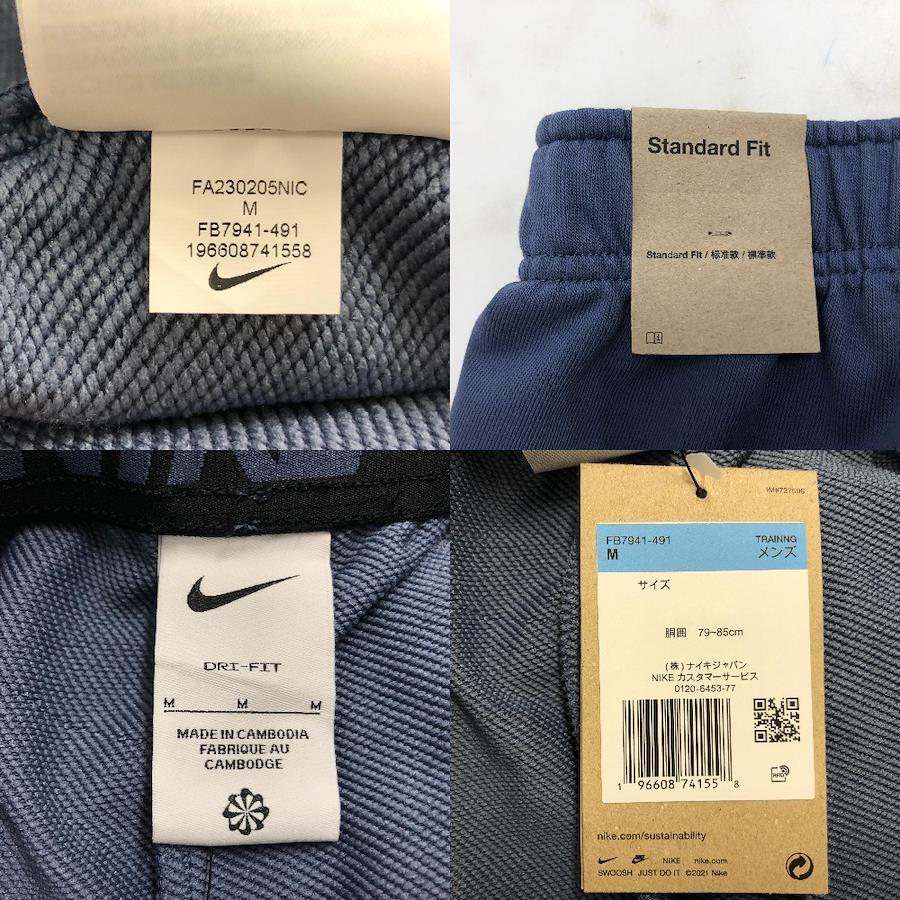 FA230205NIC
M
FB7941-491
196608741558
Standard Fit
Standard Fit / 标准款 / 標準款
DRI-FIT
M M M
MADE IN CAMBODIA
FABRIQUE AU
CAMBODGE
IM#727696
FB7941-491 TRAINNG
M メンズ
サイズ
胴囲 79~85cm
(株)ナイキジャパン
NIKE カスタマーサービス
0120-6453-77
1 96608 74155 8
RFID
nike.com/sustainability
NIKE nike.com
SWOOSH JUST DO IT ©2021 Nike